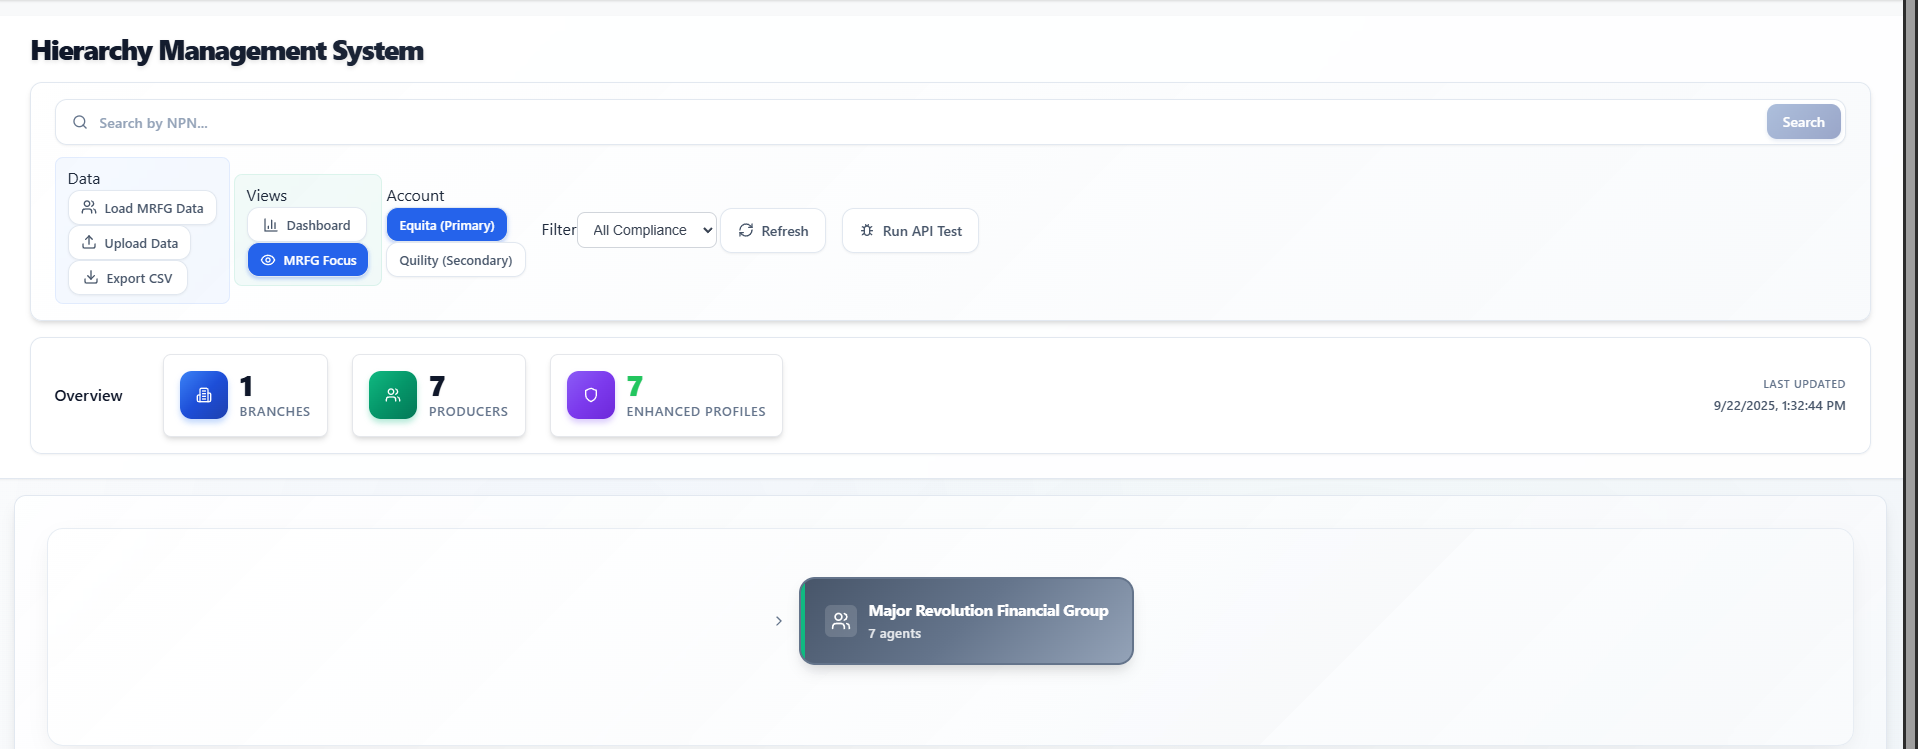 Hierarchy Management System
Search by NPN...
Search
Data
Load MRFG Data
Upload Data
Export CSV
Views
Dashboard
MRFG Focus
Account
Equita (Primary)
Quility (Secondary)
Filter
All Compliance
Refresh
Run API Test
Overview
1
BRANCHES
7
PRODUCERS
7
ENHANCED PROFILES
LAST UPDATED
9/22/2025, 1:32:44 PM
Major Revolution Financial Group
7 agents